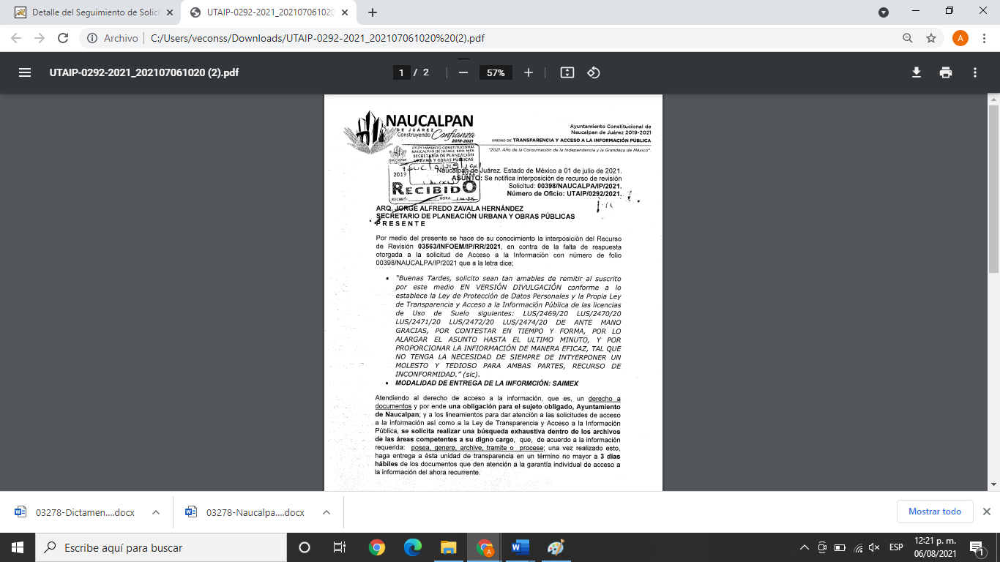 Detalle del Seguimiento de Solici
UTAIP-0292-2021_202107061020
Archivo
C:/Users/veconss/Downloads/UTAIP-0292-2021_202107061020%20(2).pdf
A
UTAIP-0292-2021_202107061020 (2).pdf
1 / 2
57%
NAUCALPAN
DE JUÁREZ
Construyendo Confianza
2019-2021
Ayuntamiento Constitucional de
Naucalpan de Juárez 2019-2021
UNIDAD DE TRANSPARENCIA Y ACCESO A LA INFORMACIÓN PÚBLICA
"2021. Año de la Consumación de la Independencia y la Grandeza de México".
AYUNTAMIENTO CONSTITUCIONAL
NAUCALPAN DE JUÁREZ, EDO. MEX.
SECRETARÍA DE PLANEACIÓN
URBANA Y OBRAS PÚBLICAS
2019
RECIBIDO
RECIBIÓ
HORA
Naucalpan de Juárez. Estado de México a 01 de julio de 2021.
ASUNTO: Se notifica interposición de recurso de revisión
Solicitud: 00398/NAUCALPA/IP/2021.
Número de Oficio: UTAIP/0292/2021.
ARQ. JORGE ALFREDO ZAVALA HERNÁNDEZ
SECRETARIO DE PLANEACIÓN URBANA Y OBRAS PÚBLICAS
P R E S E N T E
Por medio del presente se hace de su conocimiento la interposición del Recurso
de Revisión 03563/INFOEM/IP/RR/2021, en contra de la falta de respuesta
otorgada a la solicitud de Acceso a la Información con número de folio
00398/NAUCALPA/IP/2021 que a la letra dice;
• "Buenas Tardes, solicito sean tan amables de remitir al suscrito
por este medio EN VERSIÓN DIVULGACIÓN conforme a lo
establece la Ley de Protección de Datos Personales y la Propia Ley
de Transparencia y Acceso a la Información Pública de las licencias
de Uso de Suelo siguientes: LUS/2469/20 LUS/2470/20
LUS/2471/20 LUS/2472/20 LUS/2474/20 DE ANTE MANO
GRACIAS, POR CONTESTAR EN TIEMPO Y FORMA, POR LO
ALARGAR EL ASUNTO HASTA EL ULTIMO MINUTO, Y POR
PROPORCIONAR LA INFIORMACIÓN DE MANERA EFICAZ, TAL QUE
NO TENGA LA NECESIDAD DE SIEMPRE DE INTYERPONER UN
MOLESTO Y TEDIOSO PARA AMBAS PARTES, RECURSO DE
INCONFORMIDAD." (sic).
• MODALIDAD DE ENTREGA DE LA INFORMCIÓN: SAIMEX
Atendiendo al derecho de acceso a la información, que es, un derecho a
documentos y por ende una obligación para el sujeto obligado, Ayuntamiento
de Naucalpan; y a los lineamientos para dar atención a las solicitudes de acceso
a la información así como a la Ley de Transparencia y Acceso a la Información
Pública, se solicita realizar una búsqueda exhaustiva dentro de los archivos
de las áreas competentes a su digno cargo, que, de acuerdo a la información
requerida: posea, genere, archive, tramite o procese; una vez realizado esto,
haga entrega a ésta unidad de transparencia en un término no mayor a 3 días
hábiles de los documentos que den atención a la garantía individual de acceso a
la información del ahora recurrente.
03278-Dictamen....docx
03278-Naucalpa....docx
Mostrar todo
Escribe aquí para buscar
ESP
12:21 p. m.
06/08/2021
1